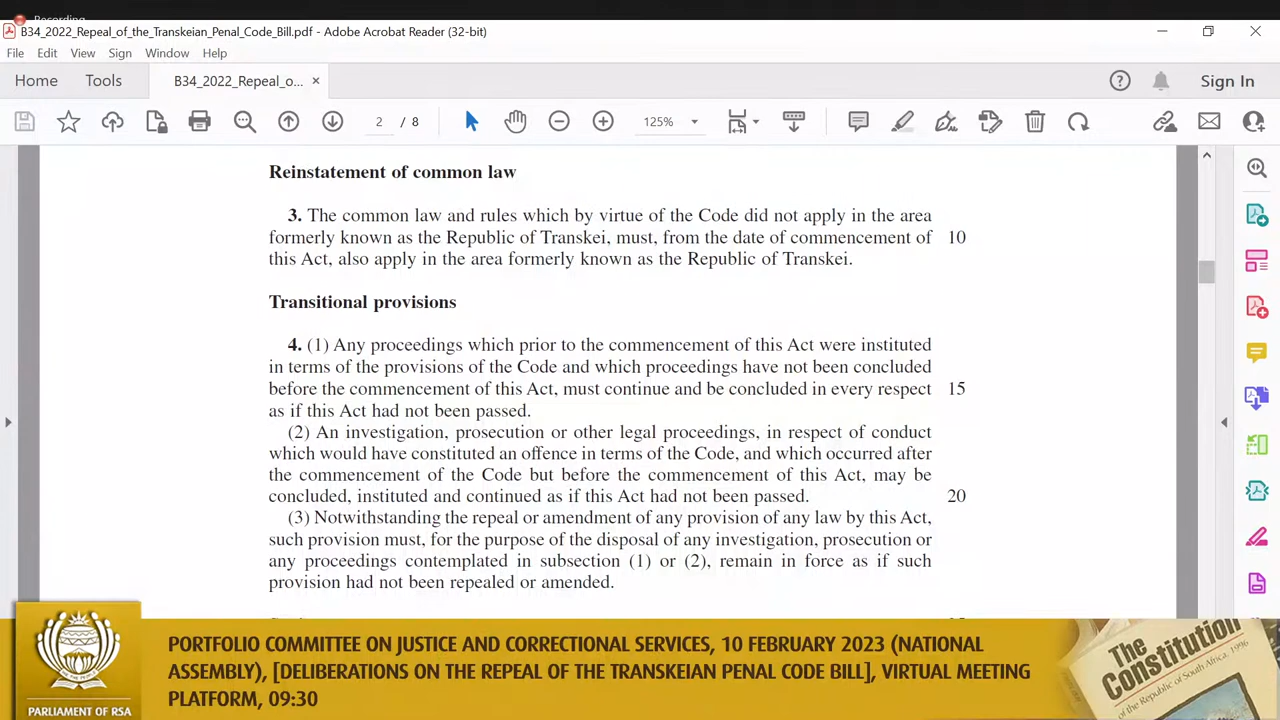 Recording
B34_2022_Repeal_of_the_Transkeian_Penal_Code_Bill.pdf - Adobe Acrobat Reader (32-bit)
File Edit View Sign Window Help
Home Tools B34_2022_Repeal_o... × Sign In
2 / 8 125%
Reinstatement of common law
3. The common law and rules which by virtue of the Code did not apply in the area
formerly known as the Republic of Transkei, must, from the date of commencement of 10
this Act, also apply in the area formerly known as the Republic of Transkei.
Transitional provisions
4. (1) Any proceedings which prior to the commencement of this Act were instituted
in terms of the provisions of the Code and which proceedings have not been concluded
before the commencement of this Act, must continue and be concluded in every respect 15
as if this Act had not been passed.
(2) An investigation, prosecution or other legal proceedings, in respect of conduct
which would have constituted an offence in terms of the Code, and which occurred after
the commencement of the Code but before the commencement of this Act, may be
concluded, instituted and continued as if this Act had not been passed. 20
(3) Notwithstanding the repeal or amendment of any provision of any law by this Act,
such provision must, for the purpose of the disposal of any investigation, prosecution or
any proceedings contemplated in subsection (1) or (2), remain in force as if such
provision had not been repealed or amended.
PORTFOLIO COMMITTEE ON JUSTICE AND CORRECTIONAL SERVICES, 10 FEBRUARY 2023 (NATIONAL
ASSEMBLY), [DELIBERATIONS ON THE REPEAL OF THE TRANSKEIAN PENAL CODE BILL], VIRTUAL MEETING
PLATFORM, 09:30
PARLIAMENT OF RSA
The
Constitution
of the Republic of South Africa, 1996